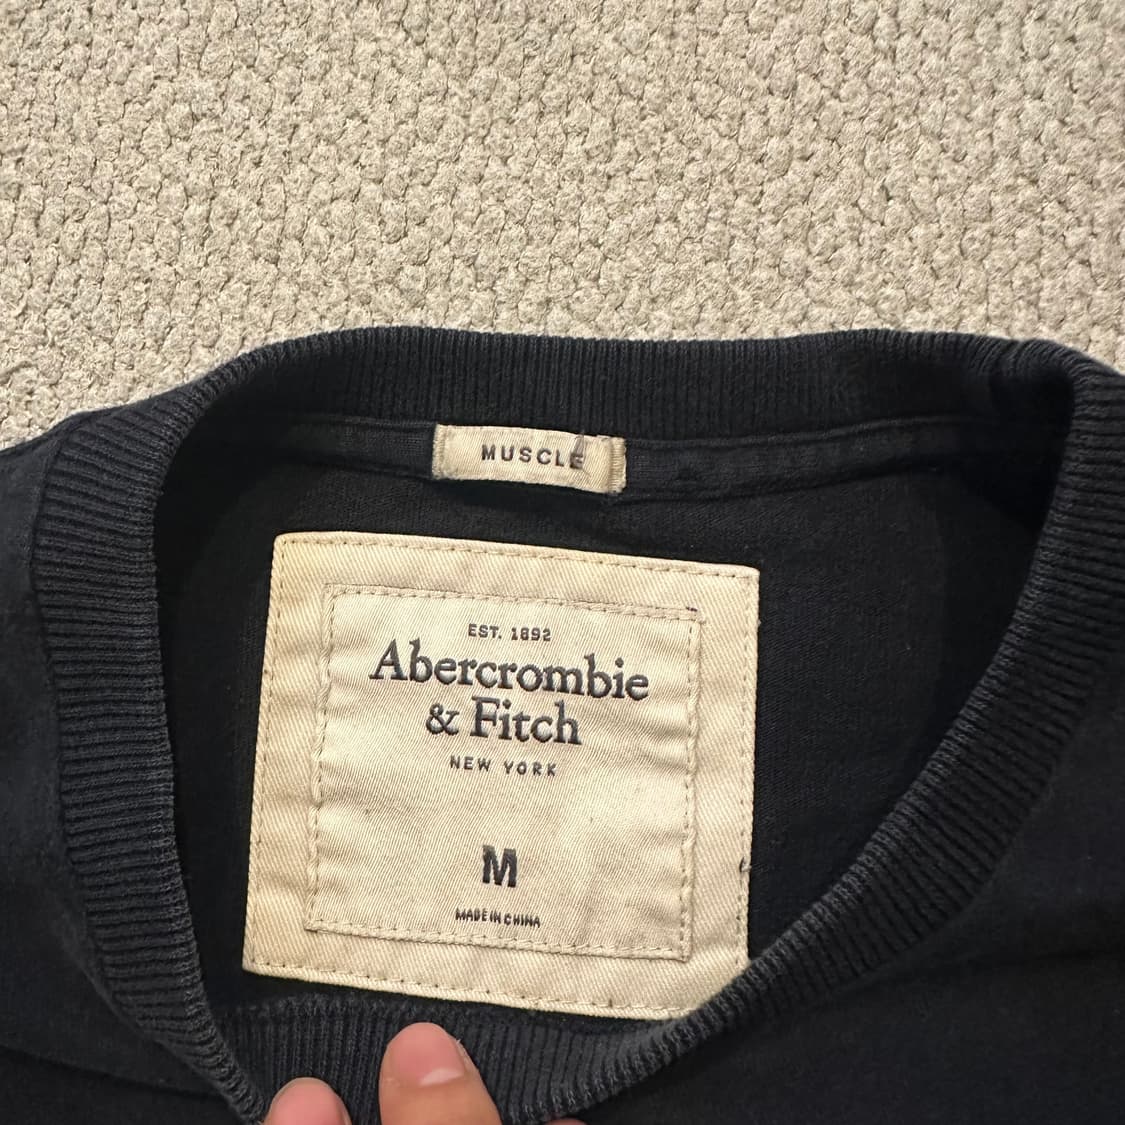 MUSCLE
EST. 1892
Abercrombie
& Fitch
NEW YORK
M
MADE IN CHINA